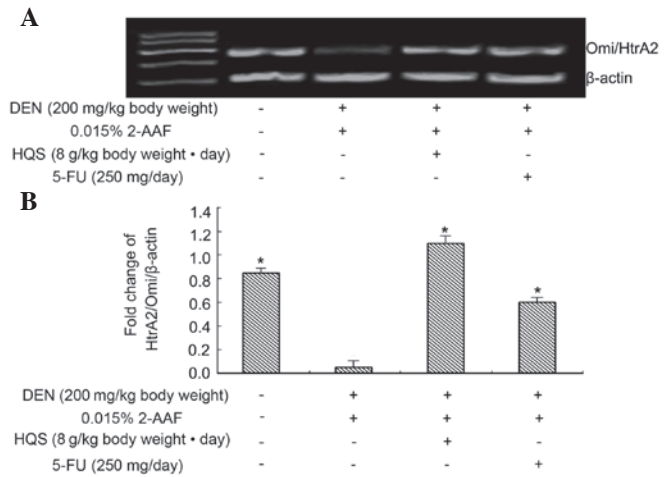 A
Omi/HtrA2
β-actin
DEN (200 mg/kg body weight) - + + +
0.015% 2-AAF - + + +
HQS (8 g/kg body weight • day) - - + -
5-FU (250 mg/day) - - - +
B
Fold change of
HtrA2/Omi/β-actin
1.4
1.2
1.0
0.8
0.6
0.4
0.2
0.0
* * *
DEN (200 mg/kg body weight) - + + +
0.015% 2-AAF - + + +
HQS (8 g/kg body weight • day) - - + -
5-FU (250 mg/day) - - - +